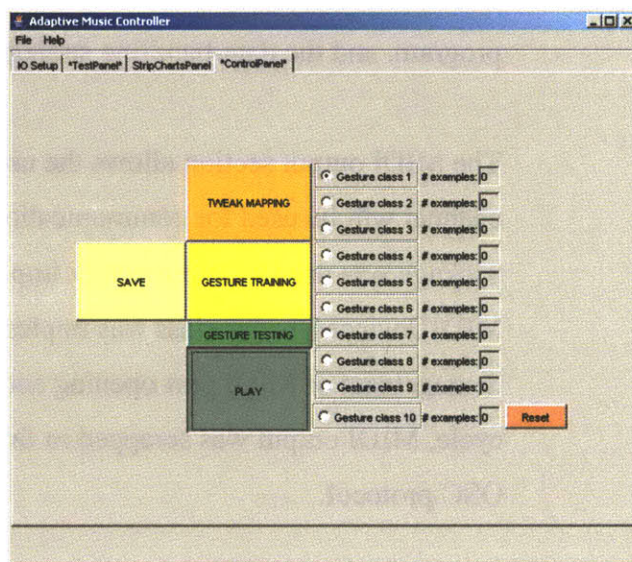 Adaptive Music Controller
File Help
IO Setup *TestPanel* StripChartsPanel *ControlPanel*
TWEAK MAPPING
SAVE
GESTURE TRAINING
GESTURE TESTING
PLAY
Gesture class 1 # examples: 0
Gesture class 2 # examples: 0
Gesture class 3 # examples: 0
Gesture class 4 # examples: 0
Gesture class 5 # examples: 0
Gesture class 6 # examples: 0
Gesture class 7 # examples: 0
Gesture class 8 # examples: 0
Gesture class 9 # examples: 0
Gesture class 10 # examples: 0 Reset